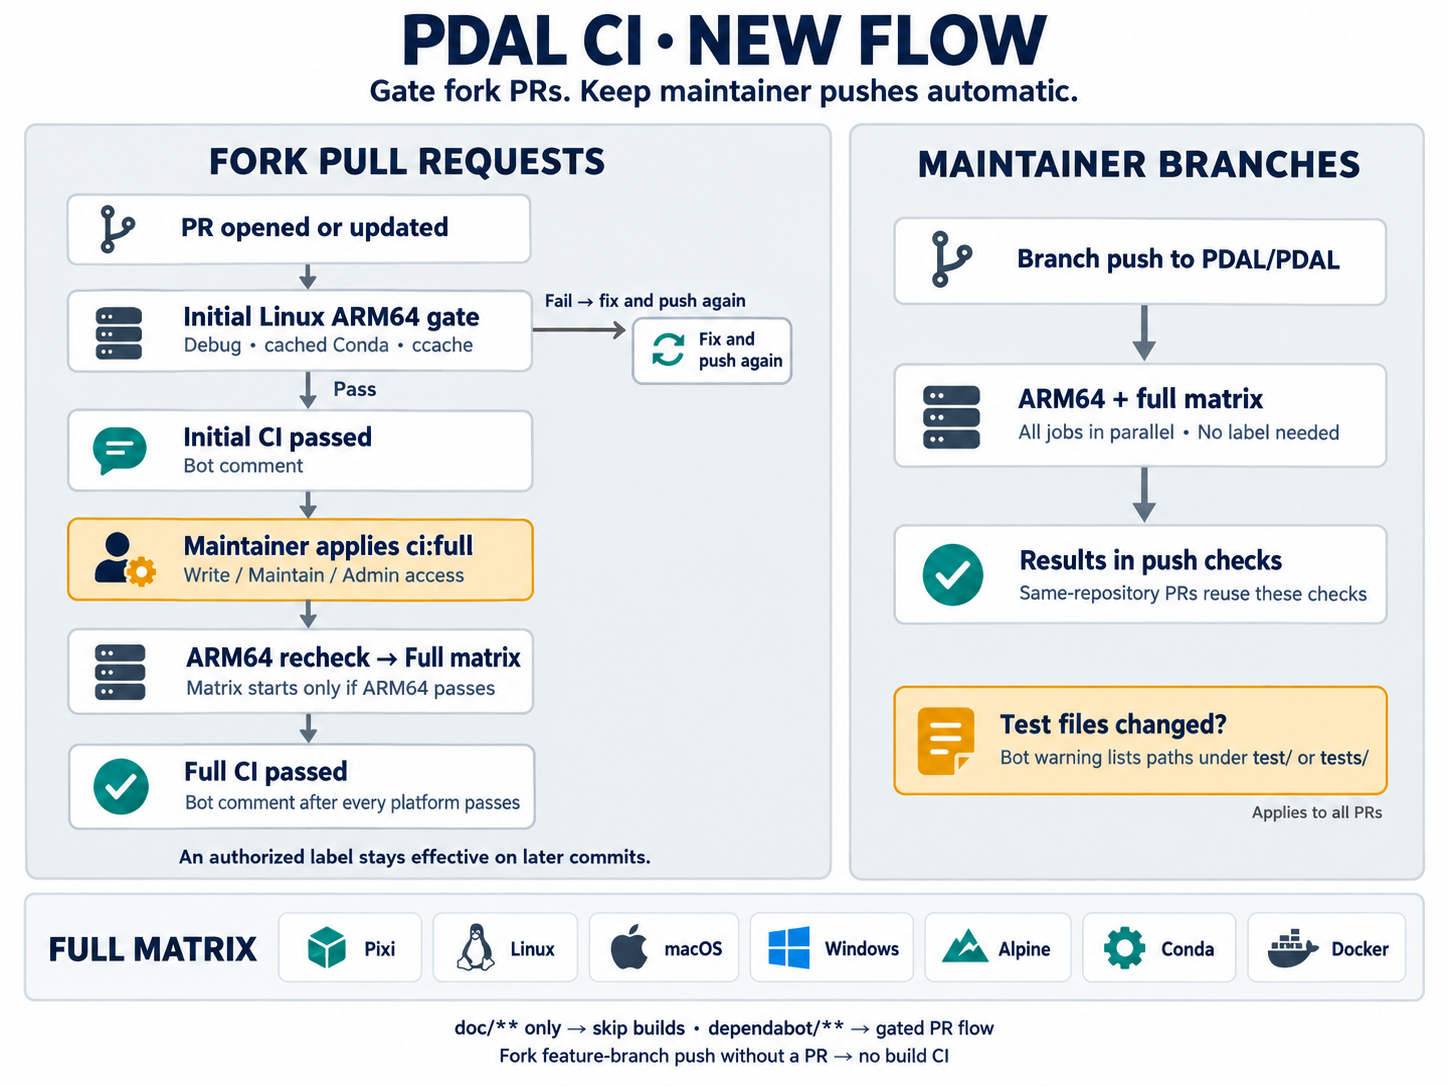 PDAL CI • NEW FLOW
Gate fork PRs. Keep maintainer pushes automatic.
FORK PULL REQUESTS
PR opened or updated
Initial Linux ARM64 gate
Debug • cached Conda • ccache
Fail → fix and push again
Fix and
push again
Pass
Initial CI passed
Bot comment
Maintainer applies ci:full
Write / Maintain / Admin access
ARM64 recheck → Full matrix
Matrix starts only if ARM64 passes
Full CI passed
Bot comment after every platform passes
An authorized label stays effective on later commits.
MAINTAINER BRANCHES
Branch push to PDAL/PDAL
ARM64 + full matrix
All jobs in parallel • No label needed
Results in push checks
Same-repository PRs reuse these checks
Test files changed?
Bot warning lists paths under test/ or tests/
Applies to all PRs
FULL MATRIX
Pixi
Linux
macOS
Windows
Alpine
Conda
Docker
doc/** only → skip builds • dependabot/** → gated PR flow
Fork feature-branch push without a PR → no build CI